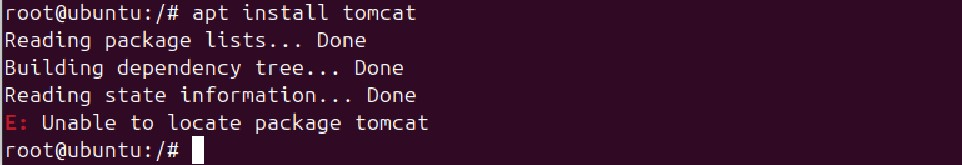 root@ubuntu:/# apt install tomcat
Reading package lists... Done
Building dependency tree... Done
Reading state information... Done
E: Unable to locate package tomcat
root@ubuntu:/#